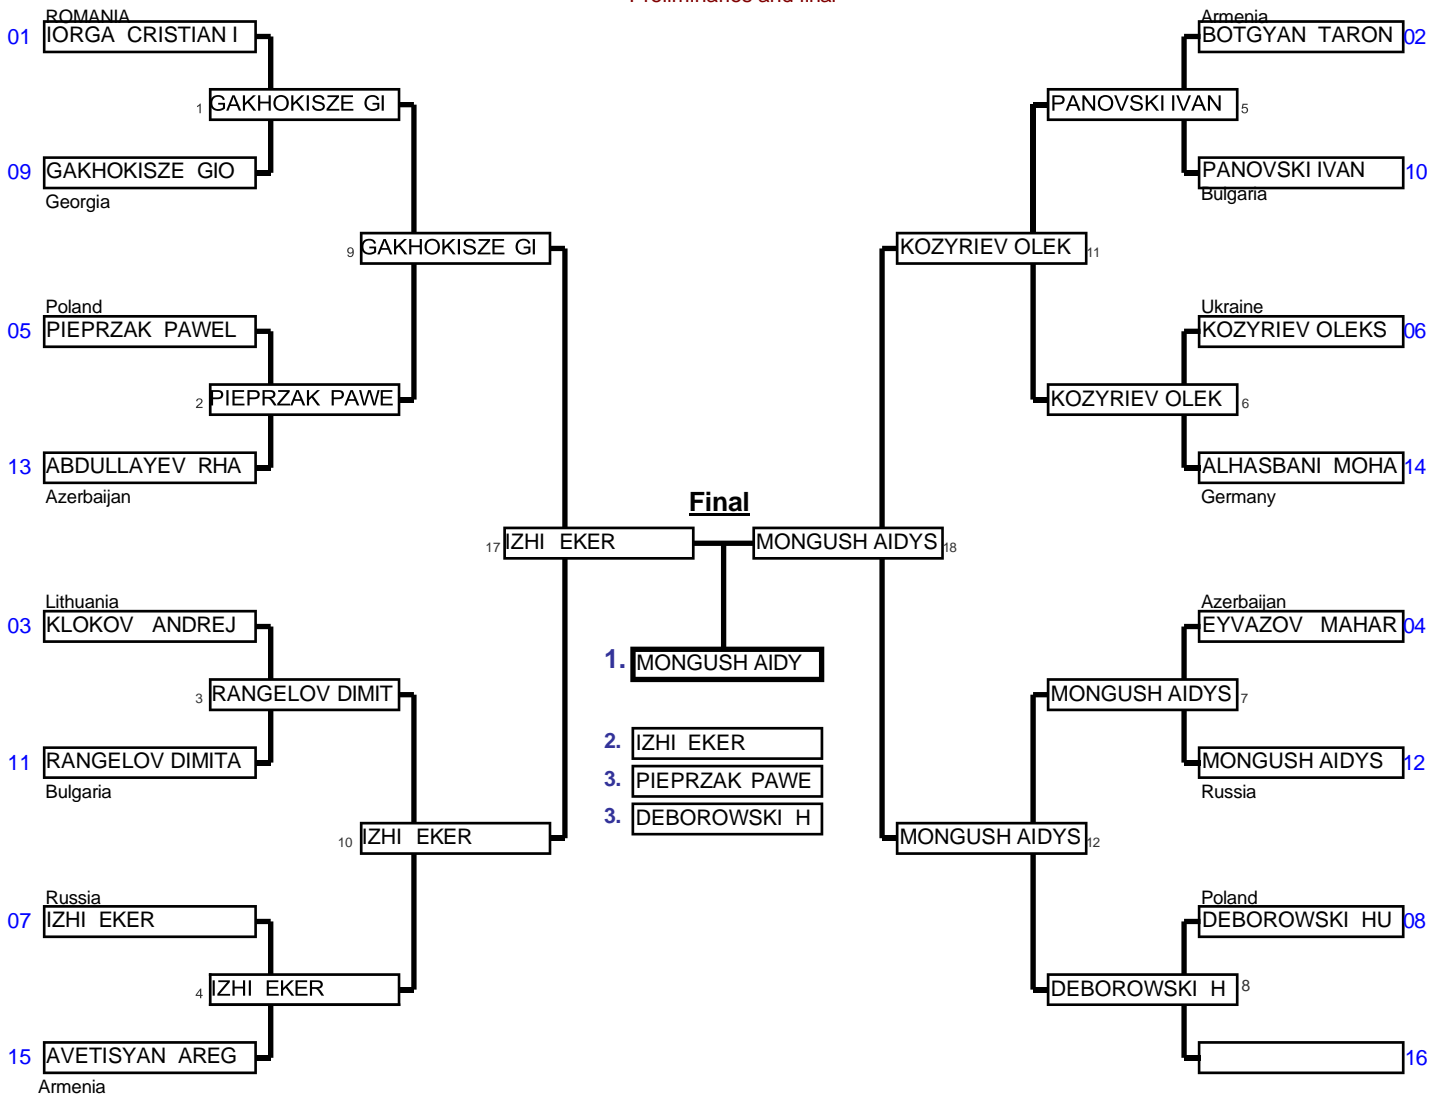 Preliminaries and final
ROMANIA
01 IORGA CRISTIAN I
1 GAKHOKISZE GI
09 GAKHOKISZE GIO
Georgia
9 GAKHOKISZE GI
Poland
05 PIEPRZAK PAWEL
2 PIEPRZAK PAWE
13 ABDULLAYEV RHA
Azerbaijan
17 IZHI EKER
Lithuania
03 KLOKOV ANDREJ
3 RANGELOV DIMIT
11 RANGELOV DIMITA
Bulgaria
10 IZHI EKER
Russia
07 IZHI EKER
4 IZHI EKER
15 AVETISYAN AREG
Armenia
Final
1. MONGUSH AIDY
2. IZHI EKER
3. PIEPRZAK PAWE
3. DEBOROWSKI H
Armenia
BOTGYAN TARON 02
PANOVSKI IVAN 5
PANOVSKI IVAN 10
Bulgaria
KOZYRIEV OLEK 11
Ukraine
KOZYRIEV OLEKS 06
KOZYRIEV OLEK 6
ALHASBANI MOHA 14
Germany
MONGUSH AIDYS 18
Azerbaijan
EYVAZOV MAHAR 04
MONGUSH AIDYS 7
MONGUSH AIDYS 12
Russia
MONGUSH AIDYS 12
Poland
DEBOROWSKI HU 08
DEBOROWSKI H 8
16